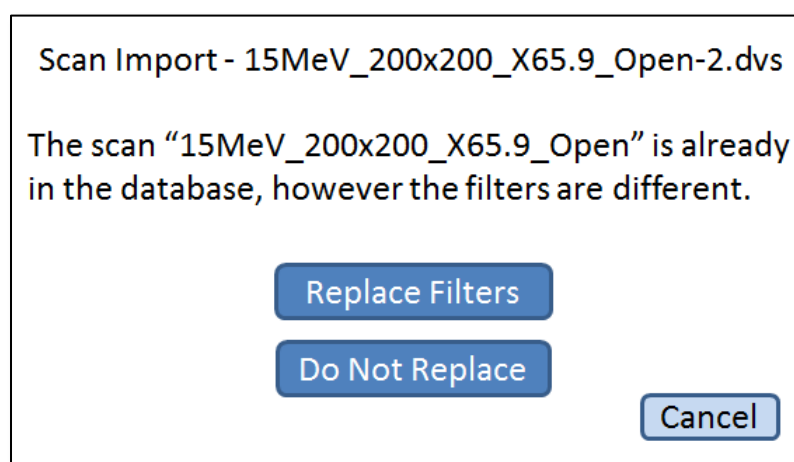 Scan Import - 15MeV_200x200_X65.9_Open-2.dvs
The scan “15MeV_200x200_X65.9_Open” is already
in the database, however the filters are different.
Replace Filters
Do Not Replace
Cancel